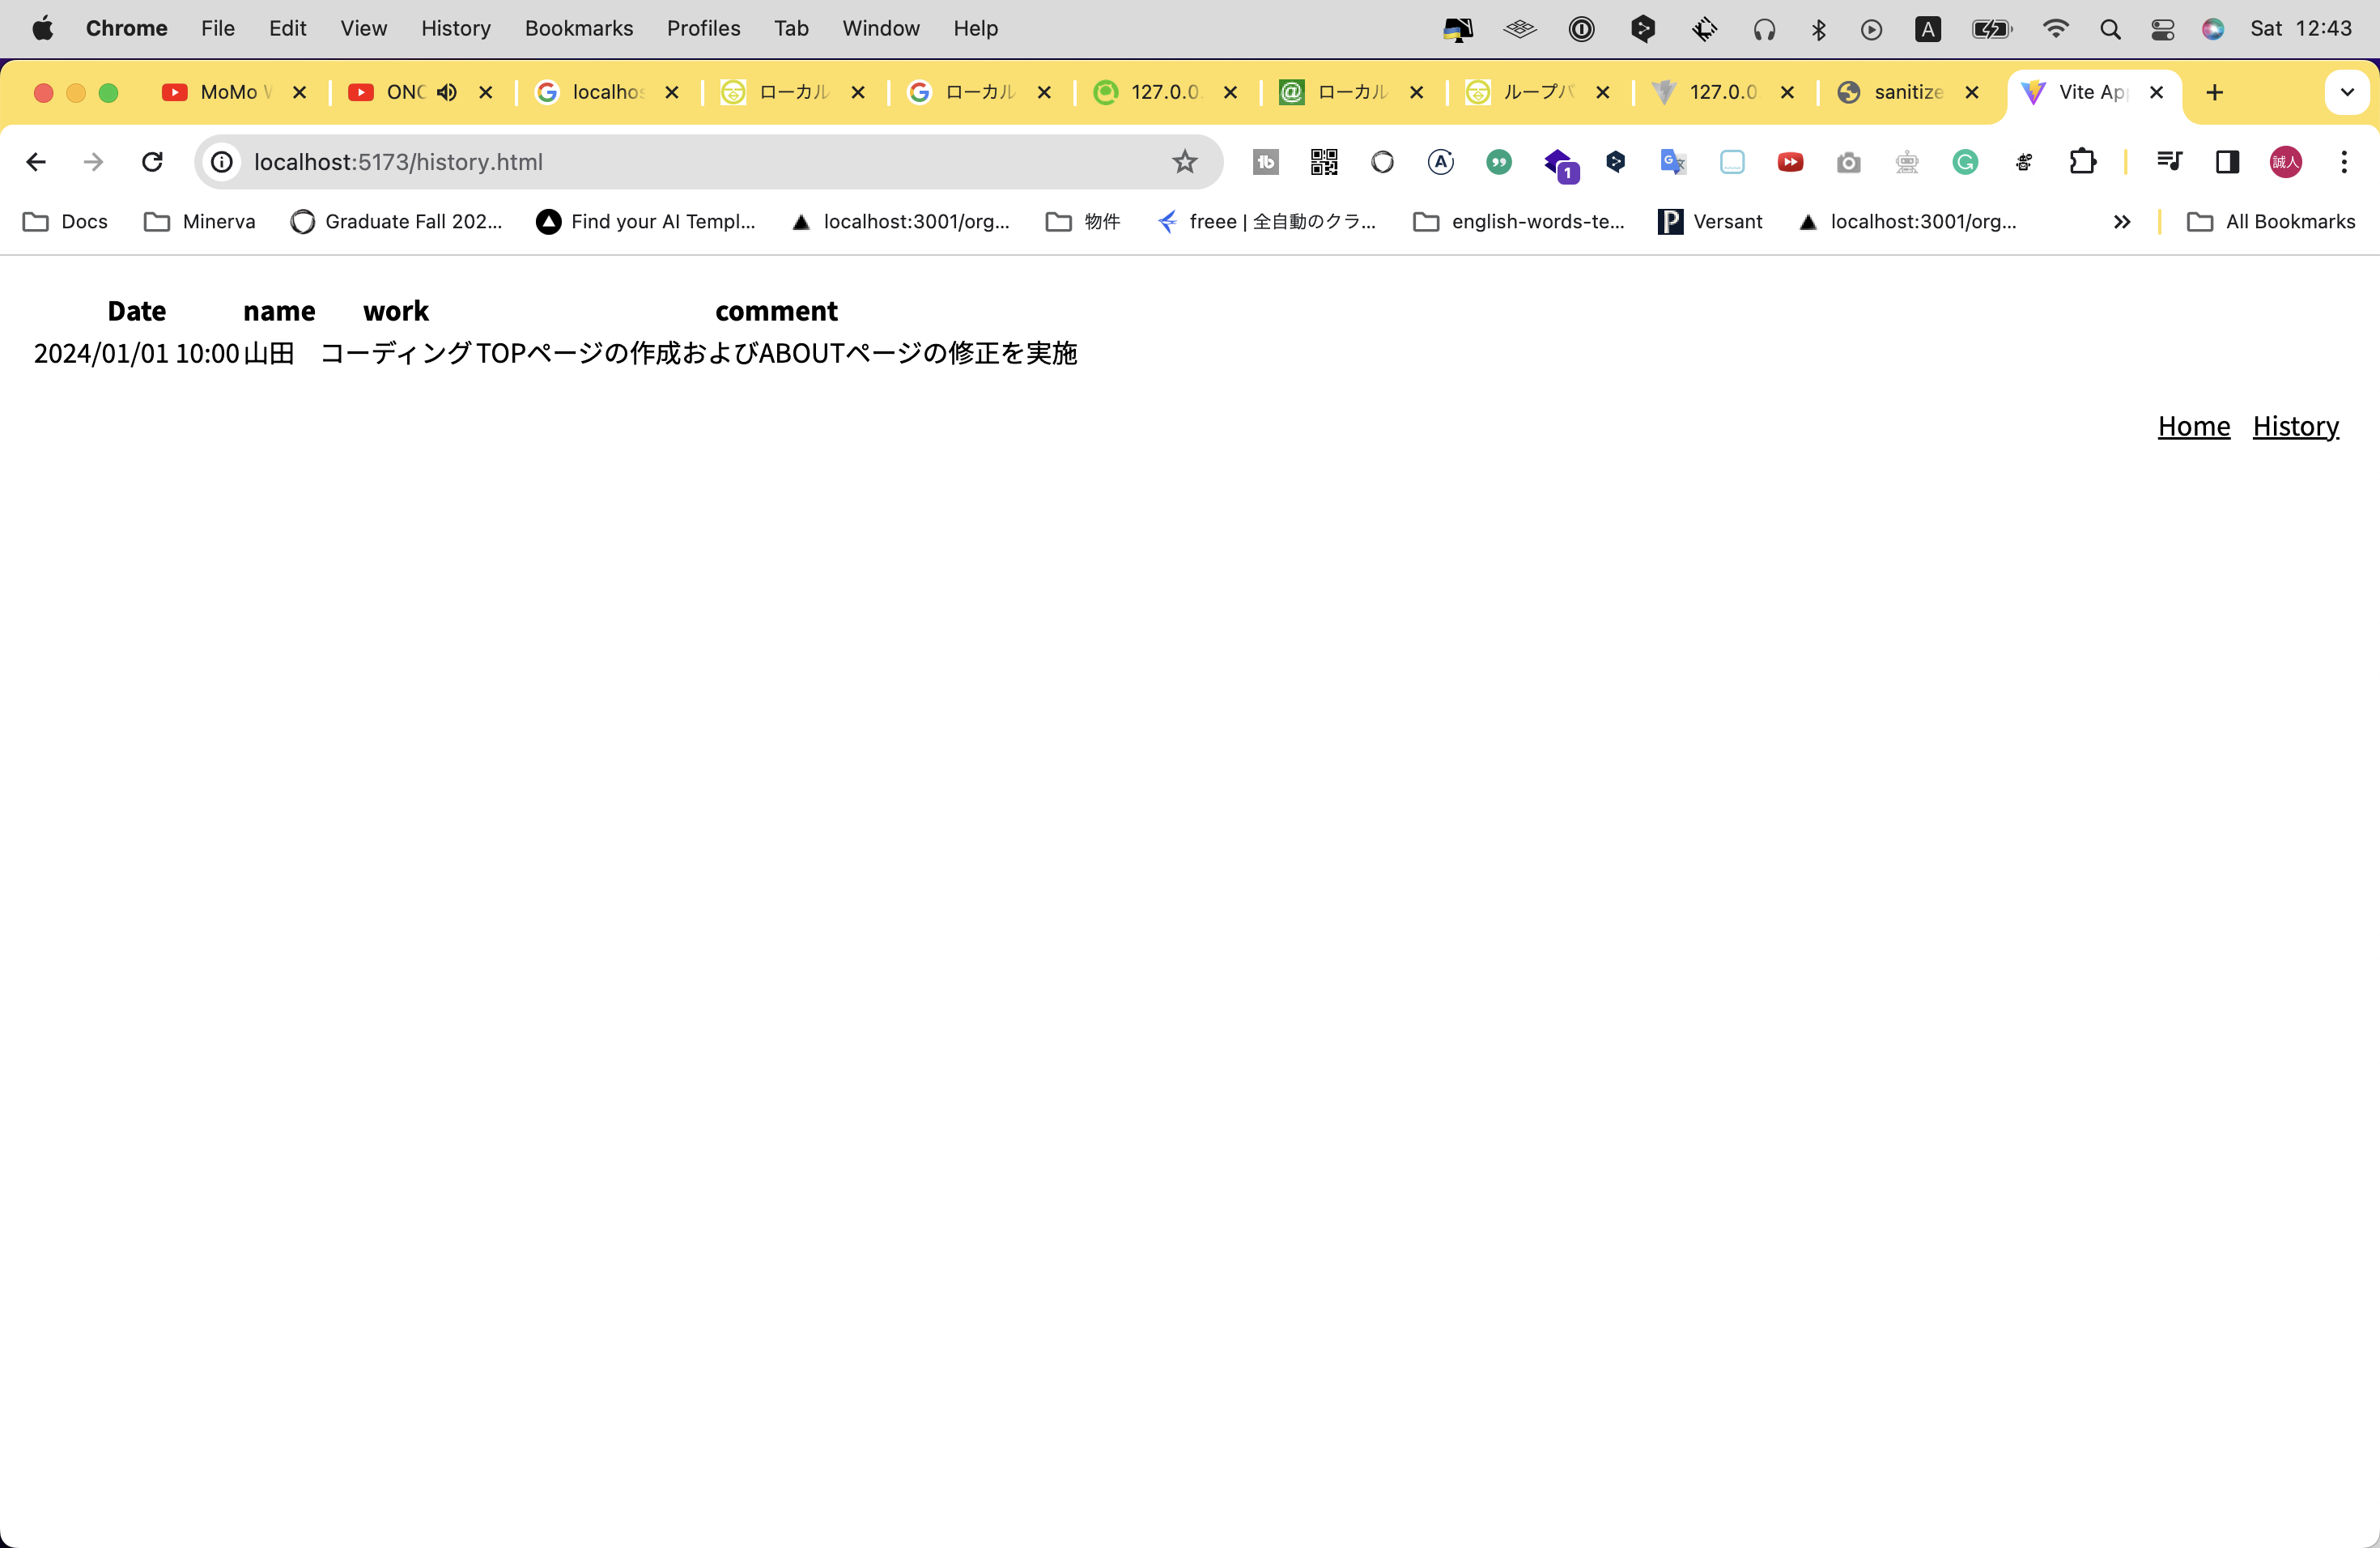 Chrome File Edit View History Bookmarks Profiles Tab Window Help A Sat 12:43
MoMo ONC localhos ローカル ローカル 127.0.0 ローカル ループバ 127.0.0 sanitize Vite Ap
localhost:5173/history.html 1 誠人
Docs Minerva Graduate Fall 202... Find your AI Templ... localhost:3001/org... 物件 freee | 全自動のクラ... english-words-te... Versant localhost:3001/org... All Bookmarks
Date name work comment
2024/01/01 10:00 山田 コーディング TOPページの作成およびABOUTページの修正を実施
Home History